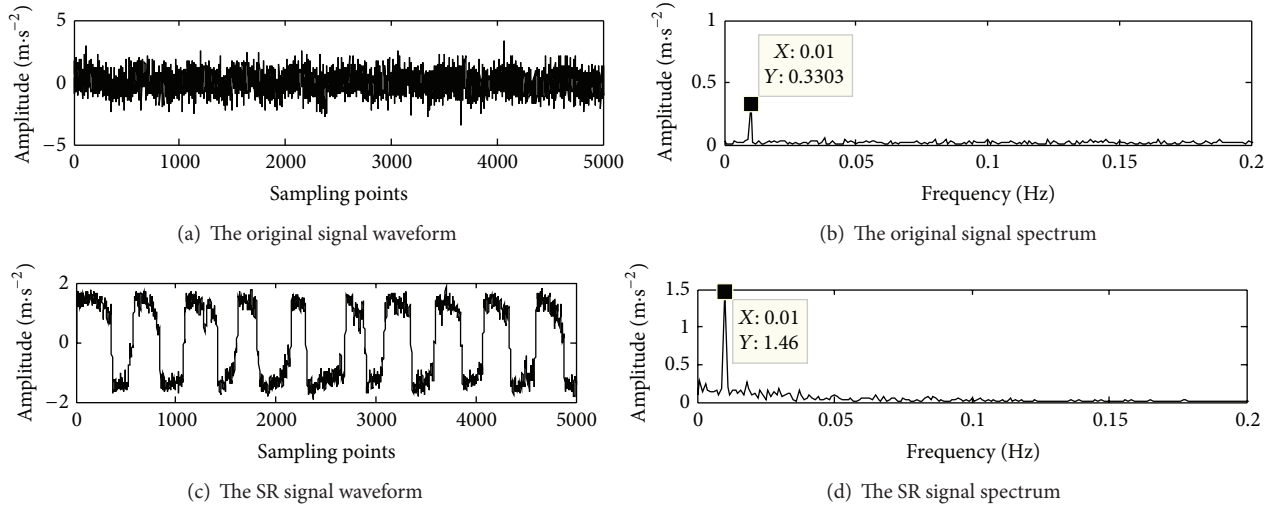 Amplitude (m·s⁻²)
5
0
−5
0 1000 2000 3000 4000 5000
Sampling points
(a) The original signal waveform
Amplitude (m·s⁻²)
1
0.5
0
X: 0.01
Y: 0.3303
0 0.05 0.1 0.15 0.2
Frequency (Hz)
(b) The original signal spectrum
Amplitude (m·s⁻²)
2
0
−2
0 1000 2000 3000 4000 5000
Sampling points
(c) The SR signal waveform
Amplitude (m·s⁻²)
1.5
1
0.5
0
X: 0.01
Y: 1.46
0 0.05 0.1 0.15 0.2
Frequency (Hz)
(d) The SR signal spectrum